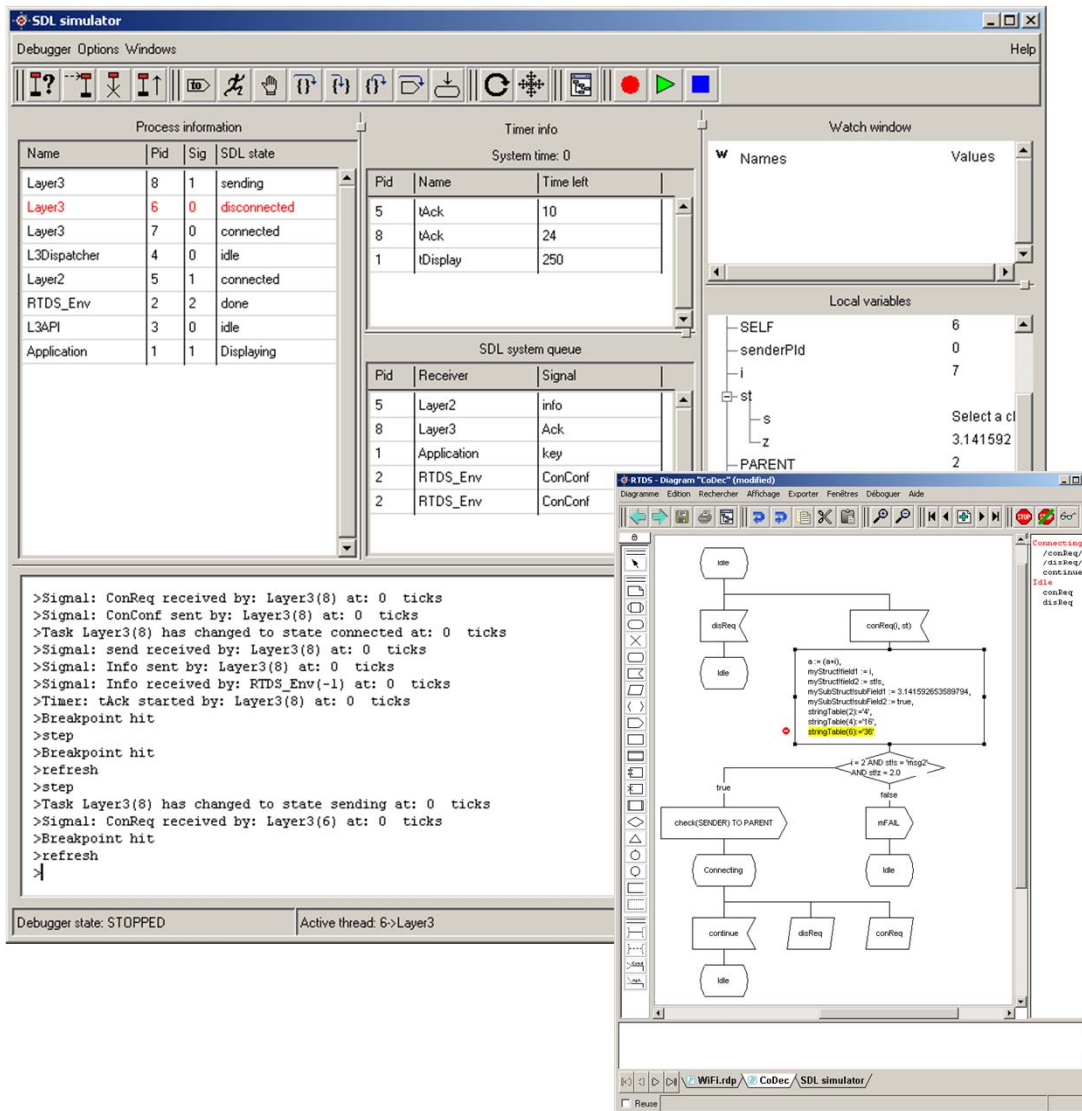 SDL simulator
Debugger Options Windows Help
Process information
Name Pid Sig SDL state
Layer3 8 1 sending
Layer3 6 0 disconnected
Layer3 7 0 connected
L3Dispatcher 4 0 idle
Layer2 5 1 connected
RTDS_Env 2 2 done
L3API 3 0 idle
Application 1 1 Displaying
Timer info
System time: 0
Pid Name Time left
5 tAck 10
8 tAck 24
1 tDisplay 250
SDL system queue
Pid Receiver Signal
5 Layer2 info
8 Layer3 Ack
1 Application key
2 RTDS_Env ConConf
2 RTDS_Env ConConf
Watch window
W Names Values
Local variables
SELF 6
senderPId 0
i 7
st
s Select a cl
z 3.141592
PARENT 2
>Signal: ConReq received by: Layer3(8) at: 0 ticks
>Signal: ConConf sent by: Layer3(8) at: 0 ticks
>Task Layer3(8) has changed to state connected at: 0 ticks
>Signal: send received by: Layer3(8) at: 0 ticks
>Signal: Info sent by: Layer3(8) at: 0 ticks
>Signal: Info received by: RTDS_Env(-1) at: 0 ticks
>Timer: tAck started by: Layer3(8) at: 0 ticks
>Breakpoint hit
>step
>Breakpoint hit
>refresh
>step
>Task Layer3(8) has changed to state sending at: 0 ticks
>Signal: ConReq received by: Layer3(6) at: 0 ticks
>Breakpoint hit
>refresh
>
Debugger state: STOPPED Active thread: 6->Layer3
RTDS - Diagram "CoDec" (modified)
Diagramme Edition Rechercher Affichage Exporter Fenêtres Déboguer Aide
STOP
Idle
disReq
conReq(i, st)
Idle
a := (a+i),
myStruct!field1 := i,
myStruct!field2 := st!s,
mySubStruct!subField1 := 3.141592653589794,
mySubStruct!subField2 := true,
stringTable(2):='4',
stringTable(4):='16',
stringTable(6):='36'
i = 2 AND st!s = 'msg2'
AND st!z = 2.0
true
false
check(SENDER) TO PARENT
mFAIL
Connecting
Idle
continue
disReq
conReq
Idle
Connecting
/conReq/
/disReq/
continue
Idle
conReq
disReq
WiFi.rdp CoDec SDL simulator
Reuse